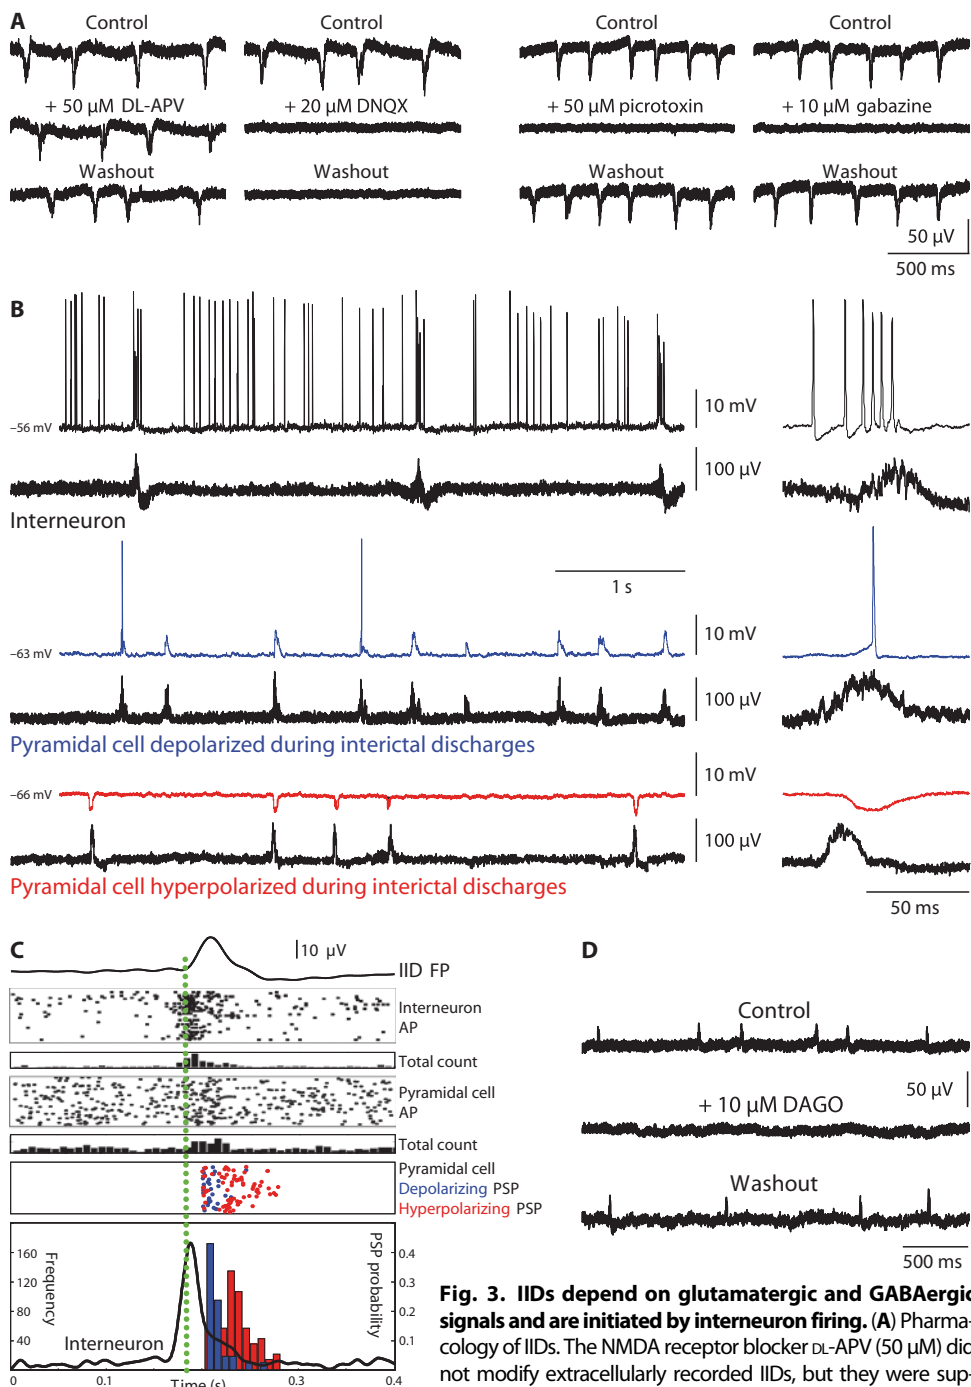 A
Control
Control
Control
Control
+ 50 µM DL-APV
+ 20 µM DNQX
+ 50 µM picrotoxin
+ 10 µM gabazine
Washout
Washout
Washout
Washout
50 µV
500 ms
B
–56 mV
10 mV
100 µV
Interneuron
1 s
–63 mV
10 mV
100 µV
Pyramidal cell depolarized during interictal discharges
–66 mV
10 mV
100 µV
Pyramidal cell hyperpolarized during interictal discharges
50 ms
C
10 µV
IID FP
Interneuron
AP
Total count
Pyramidal cell
AP
Total count
Pyramidal cell
Depolarizing PSP
Hyperpolarizing PSP
160
120
80
40
Frequency
Interneuron
PSP probability
0.4
0.3
0.2
0.1
0
0.1
Time (s)
0.3
0.4
D
Control
50 µV
+ 10 µM DAGO
Washout
500 ms
Fig. 3. IIDs depend on glutamatergic and GABAergic
signals and are initiated by interneuron firing. (A) Pharma-
cology of IIDs. The NMDA receptor blocker DL-APV (50 µM) did
not modify extracellularly recorded IIDs, but they were sup-